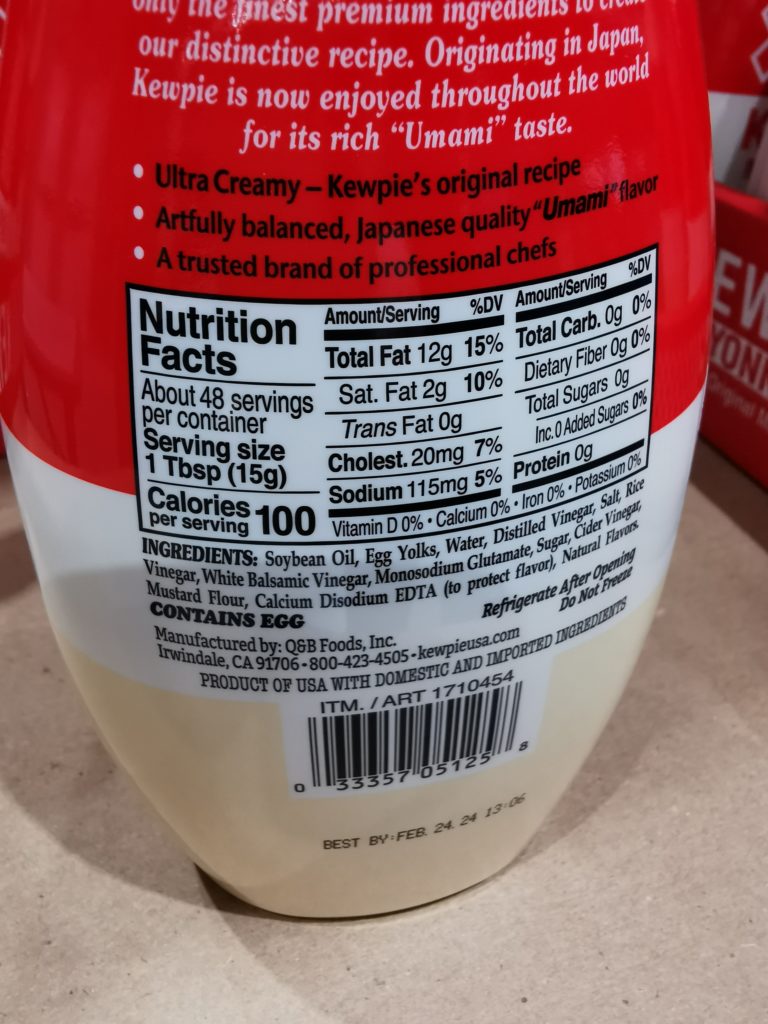 only the finest premium ingredients to create
our distinctive recipe. Originating in Japan,
Kewpie is now enjoyed throughout the world
for its rich “Umami” taste.
• Ultra Creamy – Kewpie's original recipe
• Artfully balanced, Japanese quality “Umami” flavor
• A trusted brand of professional chefs
Nutrition
Facts
About 48 servings
per container
Serving size
1 Tbsp (15g)
Calories
per serving 100
Amount/Serving %DV
Total Fat 12g 15%
Sat. Fat 2g 10%
Trans Fat 0g
Cholest. 20mg 7%
Sodium 115mg 5%
Amount/Serving %DV
Total Carb. 0g 0%
Dietary Fiber 0g 0%
Total Sugars 0g
Inc. 0 Added Sugars 0%
Protein 0g
Vitamin D 0% • Calcium 0% • Iron 0% • Potassium 0%
INGREDIENTS: Soybean Oil, Egg Yolks, Water, Distilled Vinegar, Salt, Rice
Vinegar, White Balsamic Vinegar, Monosodium Glutamate, Sugar, Cider Vinegar,
Mustard Flour, Calcium Disodium EDTA (to protect flavor), Natural Flavors.
CONTAINS EGG
Refrigerate After Opening
Do Not Freeze
Manufactured by: Q&B Foods, Inc.
Irwindale, CA 91706 • 800-423-4505 • kewpieusa.com
PRODUCT OF USA WITH DOMESTIC AND IMPORTED INGREDIENTS
ITM. / ART 1710454
0 33357 05125 8
BEST BY: FEB. 24. 24 13:06